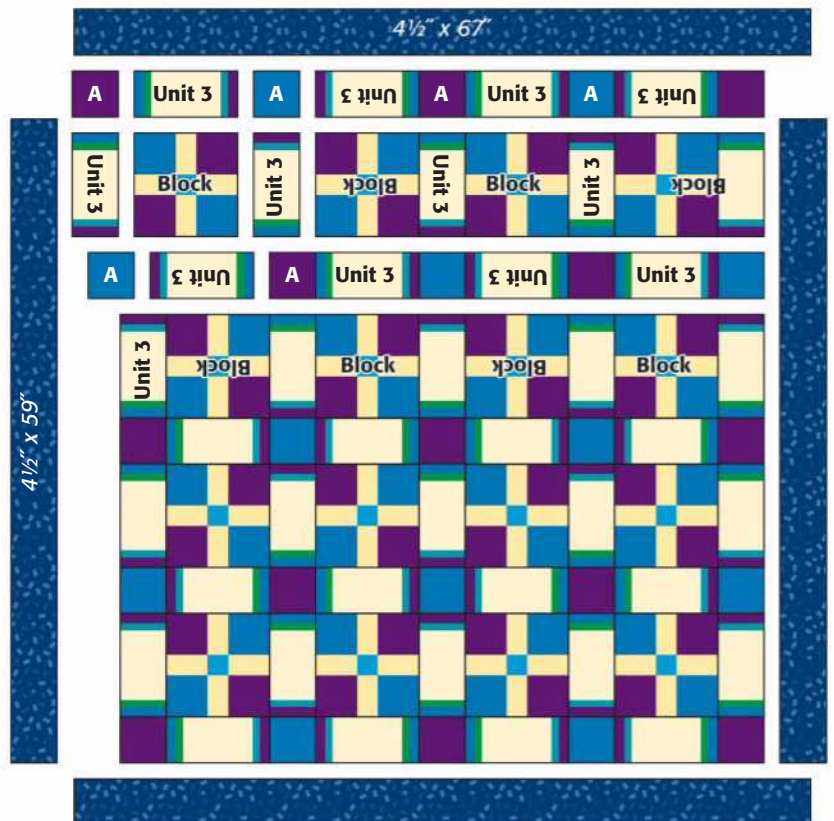 4½" x 67"
A Unit 3 A Unit 3 A Unit 3 A Unit 3
Unit 3 Block Unit 3 Block Unit 3 Block Unit 3 Block
A Unit 3 A Unit 3 Unit 3 Unit 3
Unit 3 Block Block Block Block
4½" x 59"